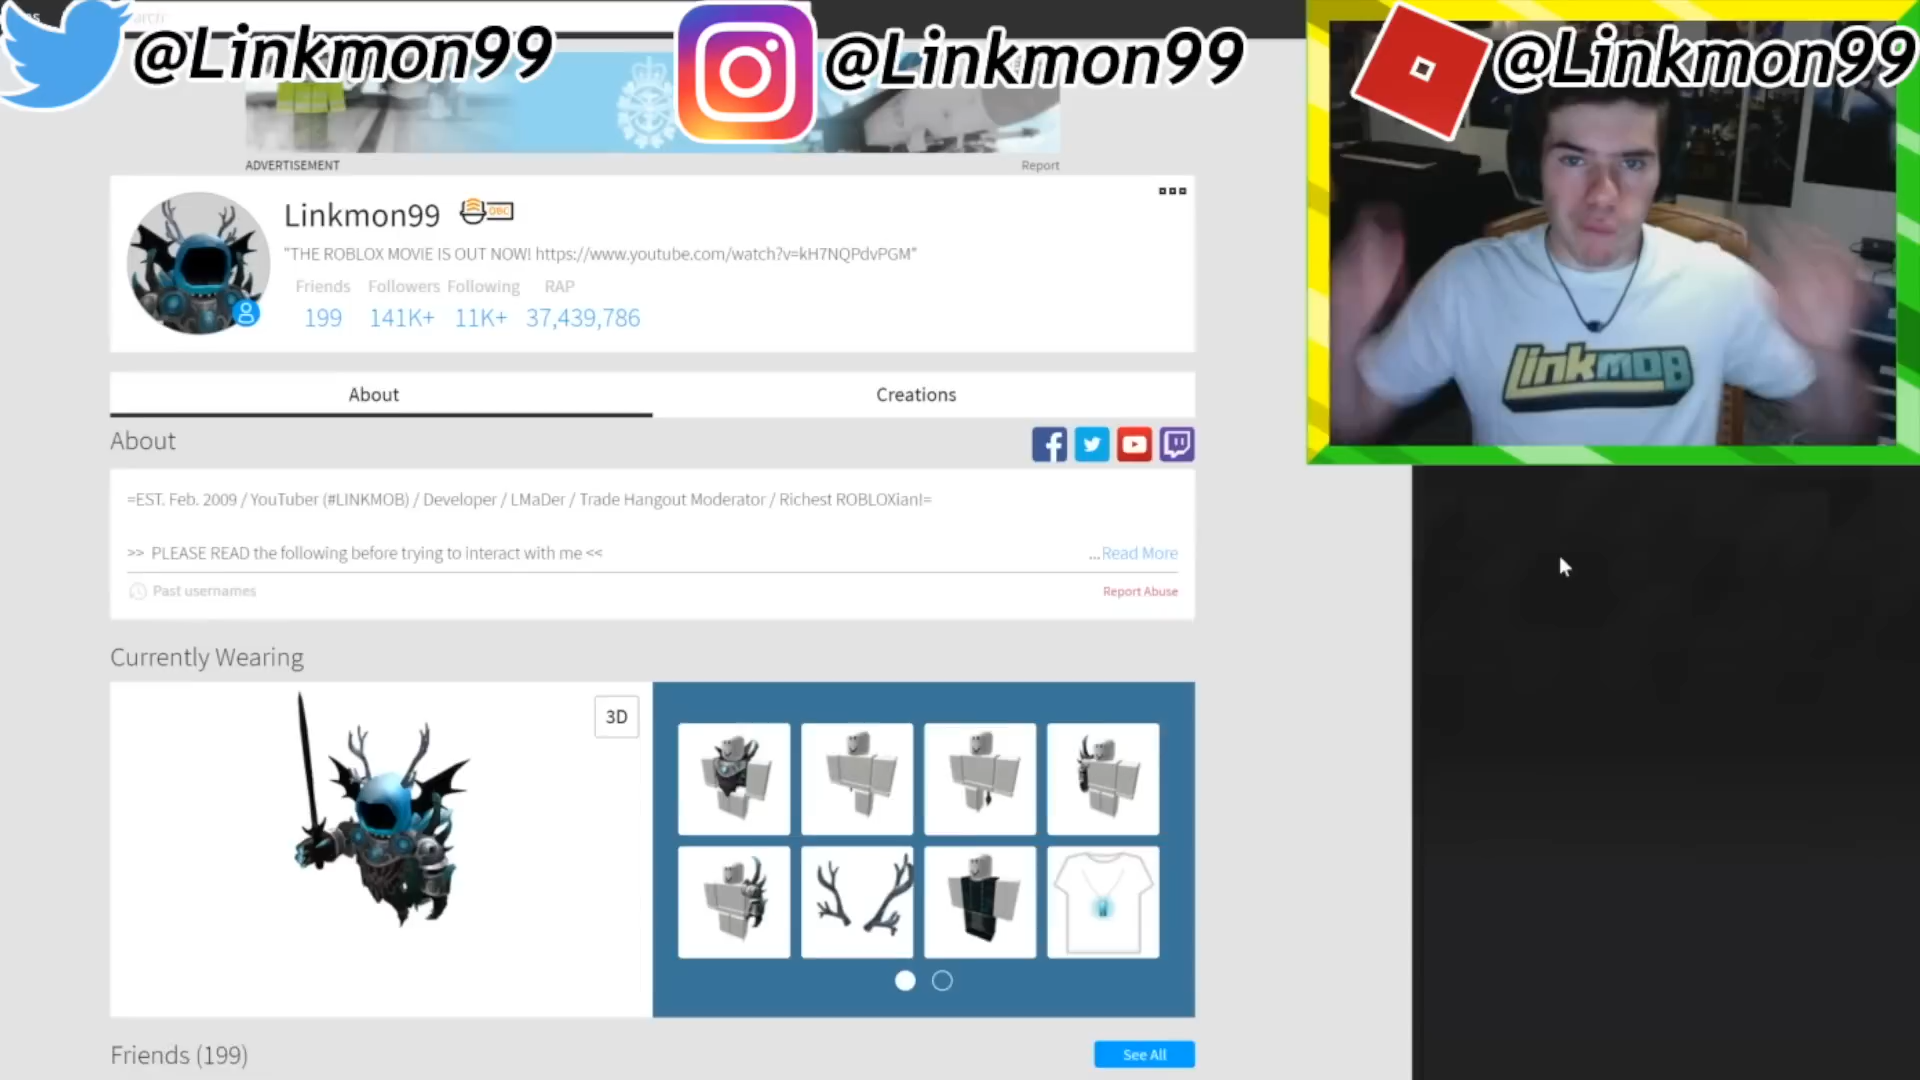 @Linkmon99
@Linkmon99
@Linkmon99
ADVERTISEMENT
Report
Linkmon99
OBC
"THE ROBLOX MOVIE IS OUT NOW! https://www.youtube.com/watch?v=kH7NQPdvPGM"
Friends Followers Following RAP
199 141K+ 11K+ 37,439,786
About
Creations
About
=EST. Feb. 2009 / YouTuber (#LINKMOB) / Developer / LMaDer / Trade Hangout Moderator / Richest ROBLOXian!=
>> PLEASE READ the following before trying to interact with me <<
...Read More
Past usernames
Report Abuse
linkmob
Currently Wearing
3D
Friends (199)
See All